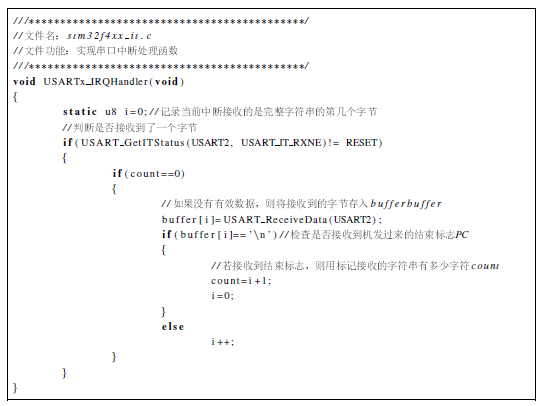 ///*********************************************/
//文件名：stm32f4xx_it.c
//文件功能：实现串口中断处理函数
///*********************************************/
void USARTx_IRQHandler(void)
{
static u8 i=0;//记录当前中断接收的是完整字符串的第几个字节
//判断是否接收到了一个字节
if(USART_GetITStatus(USART2, USART_IT_RXNE)!= RESET)
{
if(count==0)
{
//如果没有有效数据，则将接收到的字节存入bufferbuffer
buffer[i]=USART_ReceiveData(USART2);
if(buffer[i]=='\n')//检查是否接收到机发过来的结束标志PC
{
//若接收到结束标志，则用标记接收的字符串有多少字符count
count=i+1;
i=0;
}
else
i++;
}
}
}